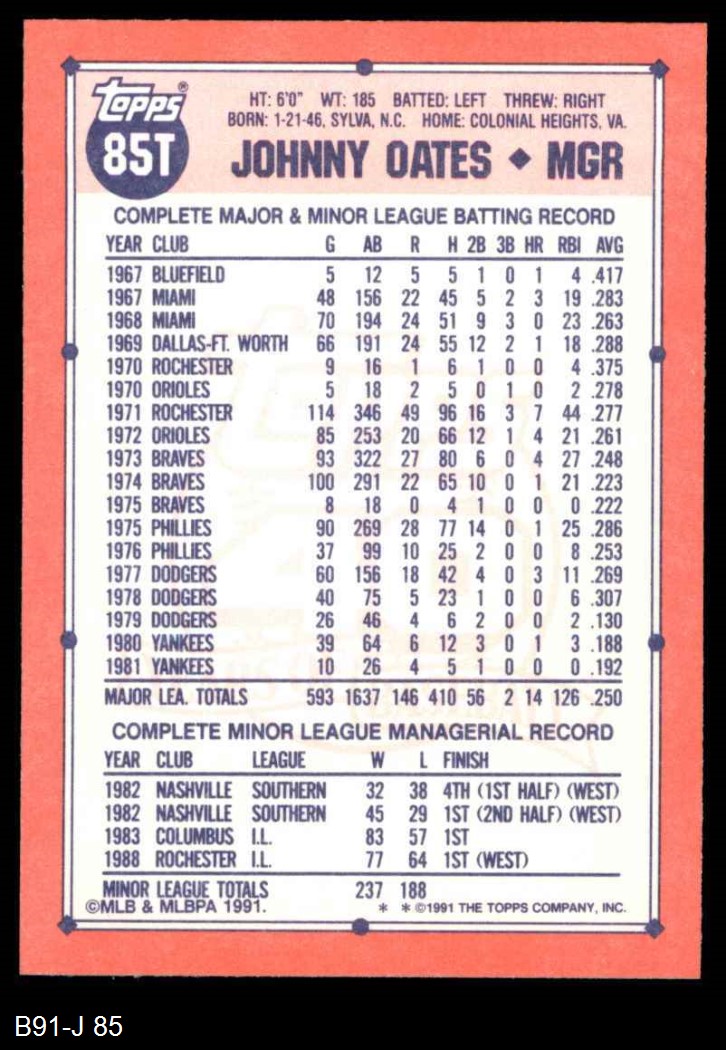 topps®
85T
HT: 6'0" WT: 185 BATTED: LEFT THREW: RIGHT
BORN: 1-21-46, SYLVA, N.C. HOME: COLONIAL HEIGHTS, VA.
JOHNNY OATES ◆ MGR
COMPLETE MAJOR & MINOR LEAGUE BATTING RECORD
YEAR CLUB G AB R H 2B 3B HR RBI AVG
1967 BLUEFIELD 5 12 5 5 1 0 1 4 .417
1967 MIAMI 48 156 22 45 5 2 3 19 .283
1968 MIAMI 70 194 24 51 9 3 0 23 .263
1969 DALLAS-FT. WORTH 66 191 24 55 12 2 1 18 .288
1970 ROCHESTER 9 16 1 6 1 0 0 4 .375
1970 ORIOLES 5 18 2 5 0 1 0 2 .278
1971 ROCHESTER 114 346 49 96 16 3 7 44 .277
1972 ORIOLES 85 253 20 66 12 1 4 21 .261
1973 BRAVES 93 322 27 80 6 0 4 27 .248
1974 BRAVES 100 291 22 65 10 0 1 21 .223
1975 BRAVES 8 18 0 4 1 0 0 0 .222
1975 PHILLIES 90 269 28 77 14 0 1 25 .286
1976 PHILLIES 37 99 10 25 2 0 0 8 .253
1977 DODGERS 60 156 18 42 4 0 3 11 .269
1978 DODGERS 40 75 5 23 1 0 0 6 .307
1979 DODGERS 26 46 4 6 2 0 0 2 .130
1980 YANKEES 39 64 6 12 3 0 1 3 .188
1981 YANKEES 10 26 4 5 1 0 0 0 .192
MAJOR LEA. TOTALS 593 1637 146 410 56 2 14 126 .250
COMPLETE MINOR LEAGUE MANAGERIAL RECORD
YEAR CLUB LEAGUE W L FINISH
1982 NASHVILLE SOUTHERN 32 38 4TH (1ST HALF) (WEST)
1982 NASHVILLE SOUTHERN 45 29 1ST (2ND HALF) (WEST)
1983 COLUMBUS I.L. 83 57 1ST
1988 ROCHESTER I.L. 77 64 1ST (WEST)
MINOR LEAGUE TOTALS 237 188
©MLB & MLBPA 1991. * * ©1991 THE TOPPS COMPANY, INC.
B91-J 85